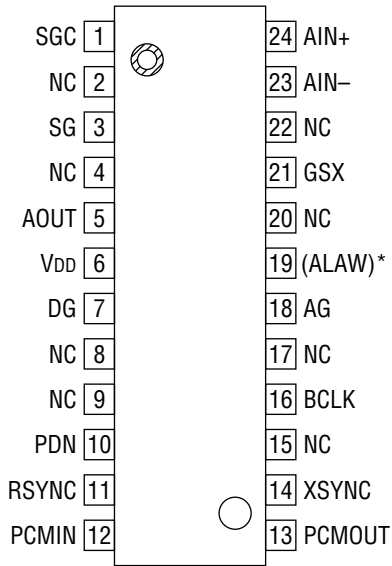 SGC 1 24 AIN+
NC 2 23 AIN–
SG 3 22 NC
NC 4 21 GSX
AOUT 5 20 NC
VDD 6 19 (ALAW)*
DG 7 18 AG
NC 8 17 NC
NC 9 16 BCLK
PDN 10 15 NC
RSYNC 11 14 XSYNC
PCMIN 12 13 PCMOUT